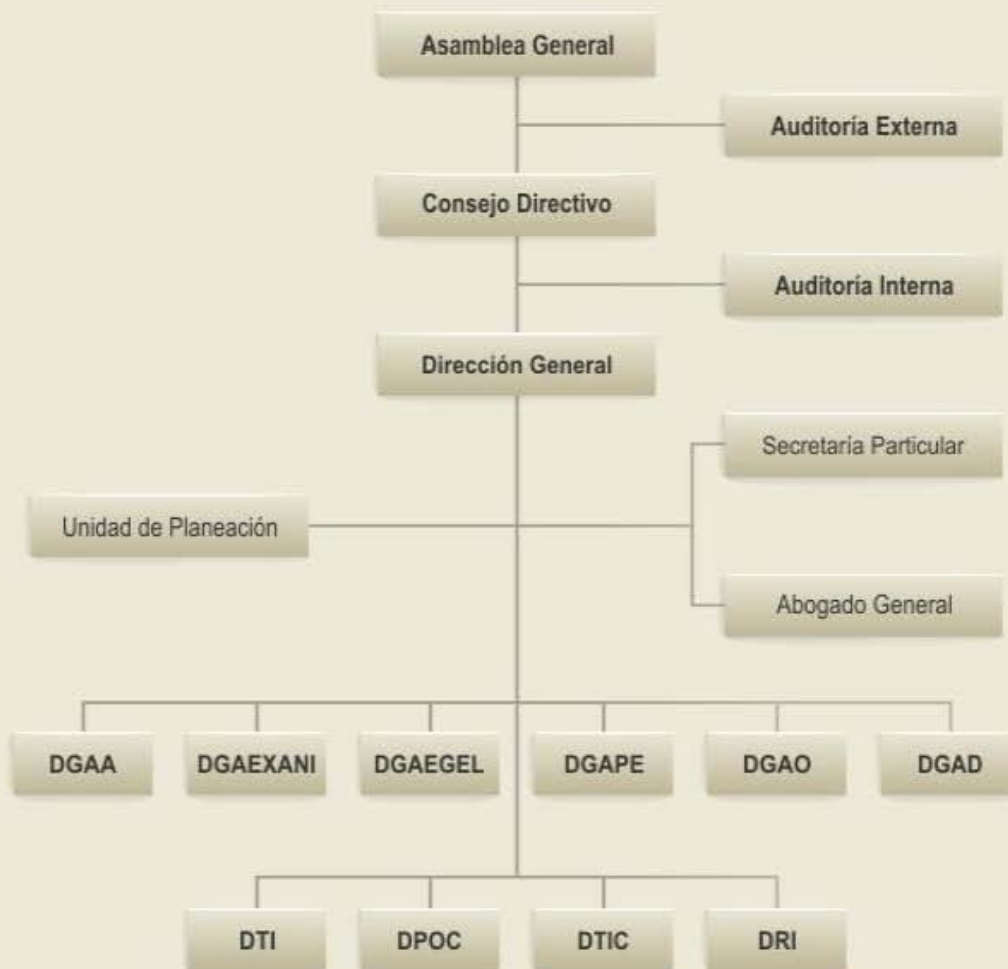 Asamblea General
Auditoría Externa
Consejo Directivo
Auditoría Interna
Dirección General
Secretaría Particular
Unidad de Planeación
Abogado General
DGAA
DGAEXANI
DGAEGEL
DGAPE
DGAO
DGAD
DTI
DPOC
DTIC
DRI